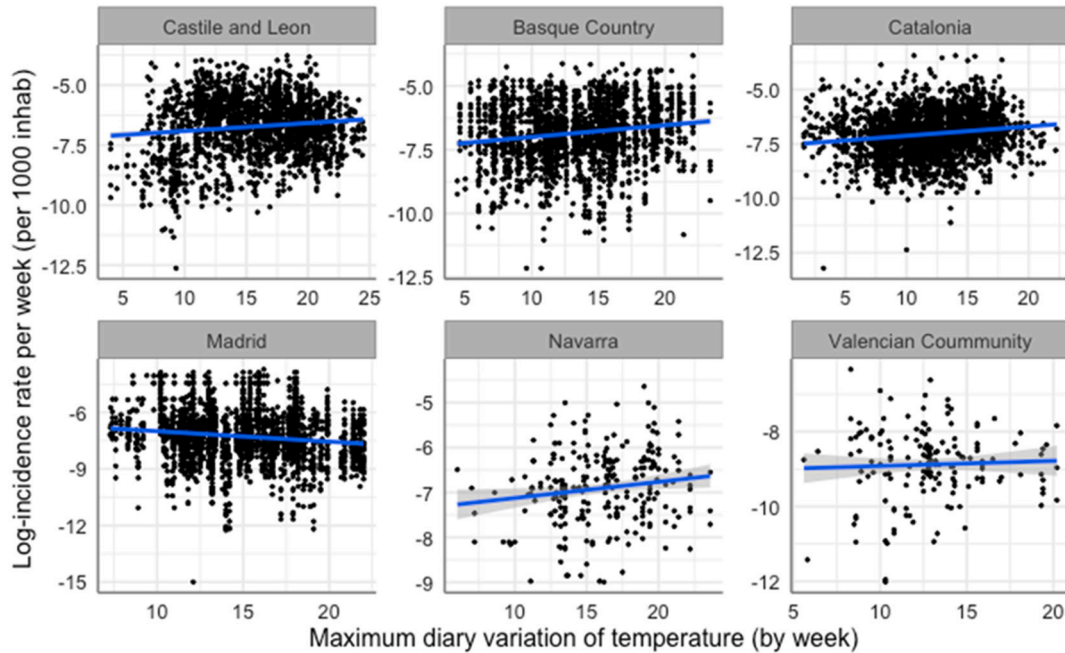 Castile and Leon Basque Country Catalonia
-5.0 -5.0 -5.0
-7.5 -7.5 -7.5
-10.0 -10.0 -10.0
-12.5 -12.5 -12.5
5 10 15 20 25 5 10 15 20 5 10 15 20
Log-incidence rate per week (per 1000 inhab)
Madrid Navarra Valencian Coummunity
-6 -5 -8
-9 -6 -10
-12 -7 -12
-15 -8
-9
10 15 20 10 15 20 5 10 15 20
Maximum diary variation of temperature (by week)